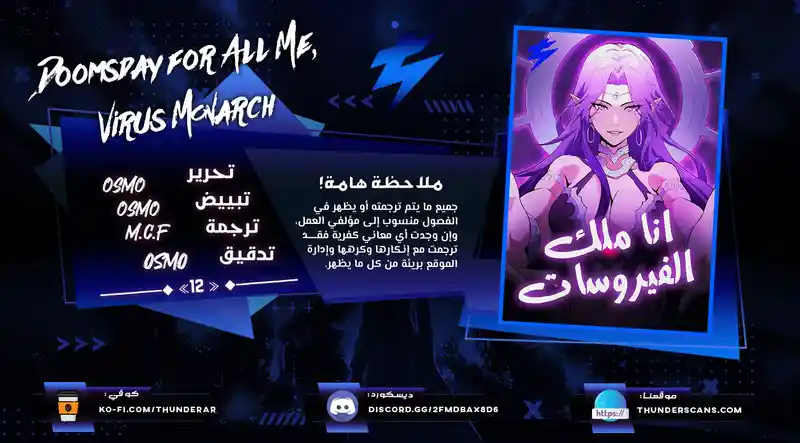 DOOMSDAY FOR ALL ME,
VIRUS MONARCH
تحرير OSMO
تبييض OSMO
ترجمة M.C.F
تدقيق OSMO
«12»
ملاحظة هامة!
جميع ما يتم ترجمته أو يظهر في
الفصول منسوب إلى مؤلفي العمل،
وإن وجدت أي معاني كفرية فقد
ترجمت مع إنكارها وكرهها وإدارة
الموقع بريئة من كل ما يظهر.
انا ملك
الفيروسات
كوفي:
KO-FI.COM/THUNDERAR
ديسكورد:
DISCORD.GG/2FMDBAX8D6
موقعنا:
https://
THUNDERSCANS.COM